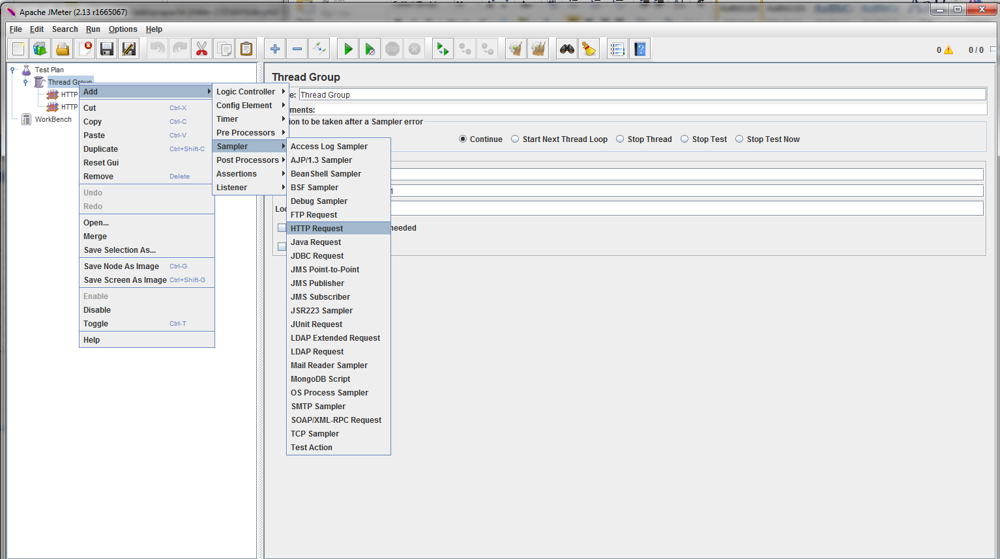 Apache JMeter (2.13 r1665067)
File Edit Search Run Options Help
0 0 / 0
Test Plan
Thread Group
HTTP
HTTP
WorkBench
Add
Cut Ctrl-X
Copy Ctrl-C
Paste Ctrl-V
Duplicate Ctrl+Shift-C
Reset Gui
Remove Delete
Undo
Redo
Open...
Merge
Save Selection As...
Save Node As Image Ctrl-G
Save Screen As Image Ctrl+Shift-G
Enable
Disable
Toggle Ctrl-T
Help
Logic Controller
Config Element
Timer
Pre Processors
Sampler
Post Processors
Assertions
Listener
Access Log Sampler
AJP/1.3 Sampler
BeanShell Sampler
BSF Sampler
Debug Sampler
FTP Request
HTTP Request
Java Request
JDBC Request
JMS Point-to-Point
JMS Publisher
JMS Subscriber
JSR223 Sampler
JUnit Request
LDAP Extended Request
LDAP Request
Mail Reader Sampler
MongoDB Script
OS Process Sampler
SMTP Sampler
SOAP/XML-RPC Request
TCP Sampler
Test Action
Thread Group
e: Thread Group
ments:
ion to be taken after a Sampler error
Continue Start Next Thread Loop Stop Thread Stop Test Stop Test Now
1
Loo
needed